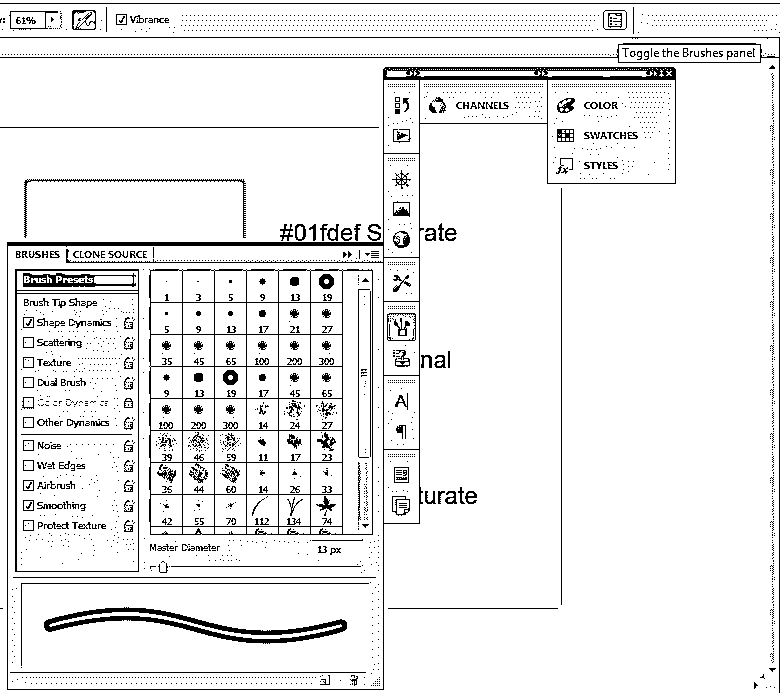 61%
Vibrance
Toggle the Brushes panel
CHANNELS
COLOR
SWATCHES
STYLES
#01fdef S rate
nal
turate
BRUSHES CLONE SOURCE
Brush Presets
Brush Tip Shape
Shape Dynamics
Scattering
Texture
Dual Brush
Color Dynamics
Other Dynamics
Noise
Wet Edges
Airbrush
Smoothing
Protect Texture
1 3 5 9 13 19
5 9 13 17 21 27
35 45 65 100 200 300
9 13 19 17 45 65
100 200 300 14 24 27
39 46 59 11 17 23
36 44 60 14 26 33
42 55 70 112 134 74
Master Diameter 13 px